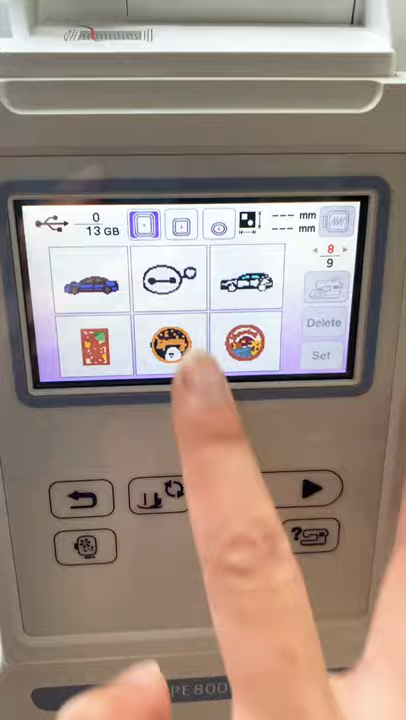 0
13 GB
--- mm
--- mm
8
9
Delete
Set
?
PE800